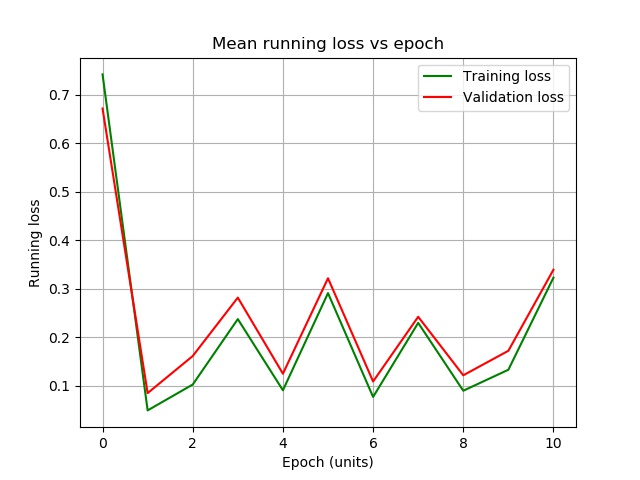 Mean running loss vs epoch
Training loss
Validation loss
0.7
0.6
0.5
0.4
0.3
0.2
0.1
Running loss
0 2 4 6 8 10
Epoch (units)